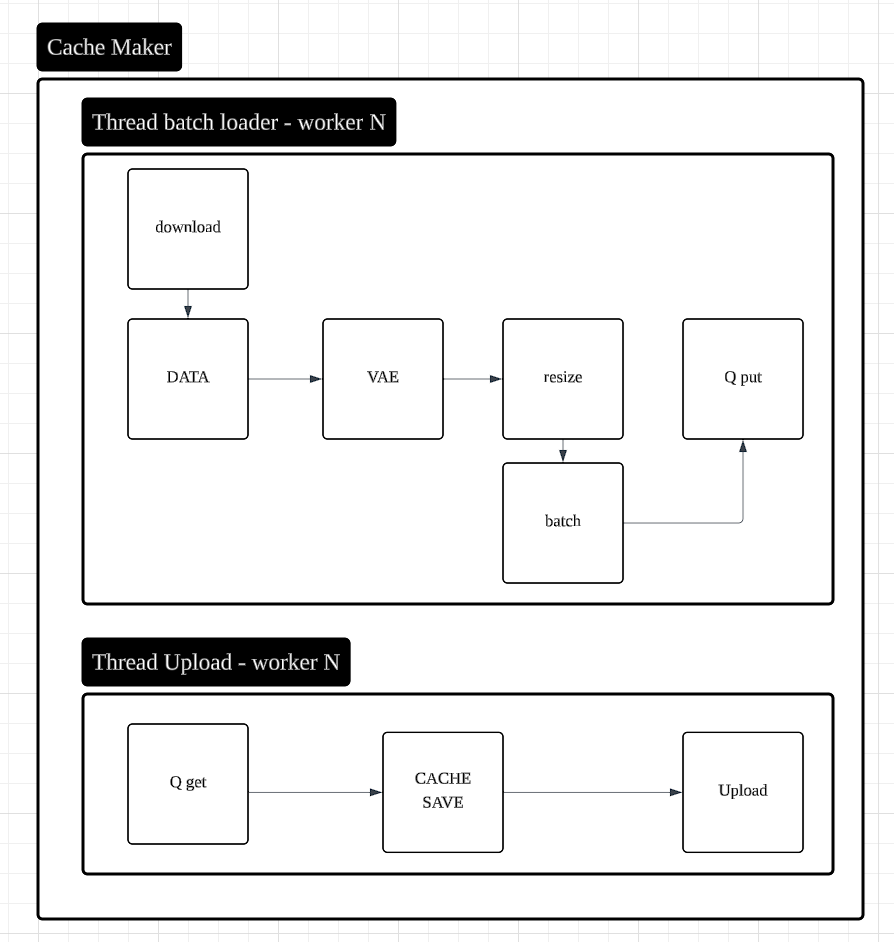 Cache Maker
Thread batch loader - worker N
download
DATA
VAE
resize
Q put
batch
Thread Upload - worker N
Q get
CACHE
SAVE
Upload